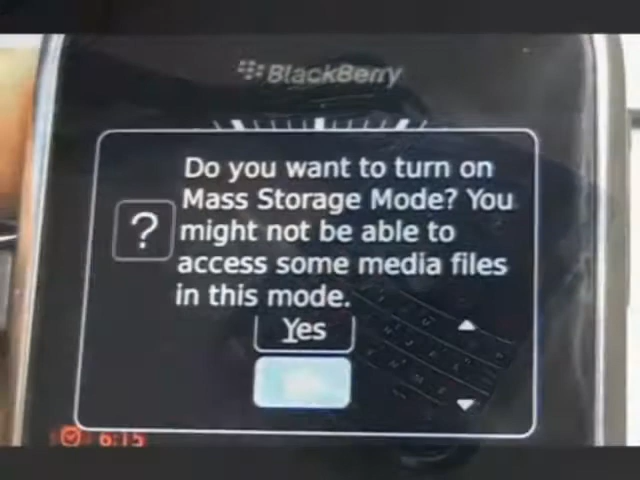 BlackBerry
Do you want to turn on
Mass Storage Mode? You
might not be able to
access some media files
in this mode.
Yes
6:15